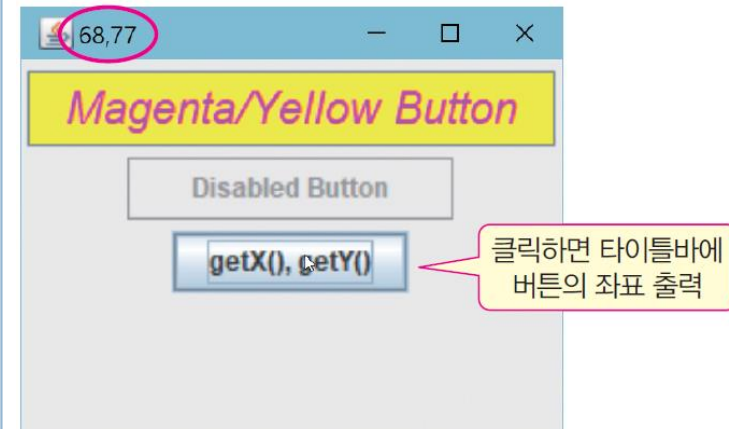 68,77
Magenta/Yellow Button
Disabled Button
getX(), getY()
클릭하면 타이틀바에
버튼의 좌표 출력